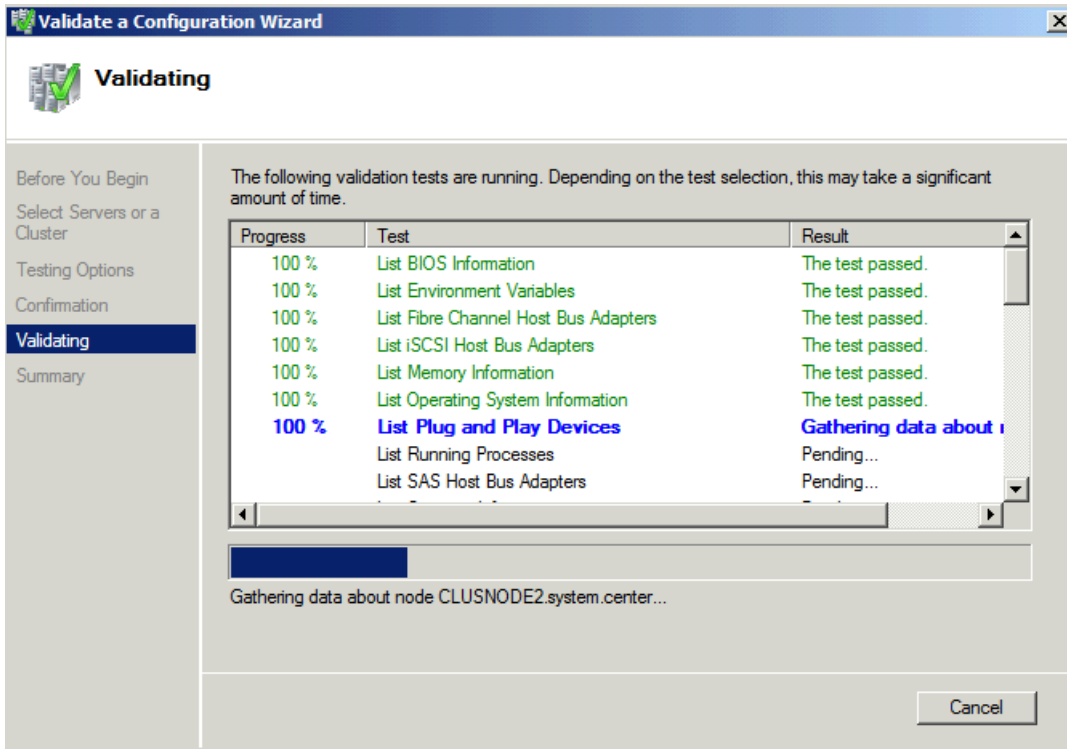 Validate a Configuration Wizard
Validating
Before You Begin
Select Servers or a
Cluster
Testing Options
Confirmation
Validating
Summary
The following validation tests are running. Depending on the test selection, this may take a significant
amount of time.
Progress Test Result
100 % List BIOS Information The test passed.
100 % List Environment Variables The test passed.
100 % List Fibre Channel Host Bus Adapters The test passed.
100 % List iSCSI Host Bus Adapters The test passed.
100 % List Memory Information The test passed.
100 % List Operating System Information The test passed.
100 % List Plug and Play Devices Gathering data about
List Running Processes Pending...
List SAS Host Bus Adapters Pending...
Gathering data about node CLUSNODE2.system.center...
Cancel